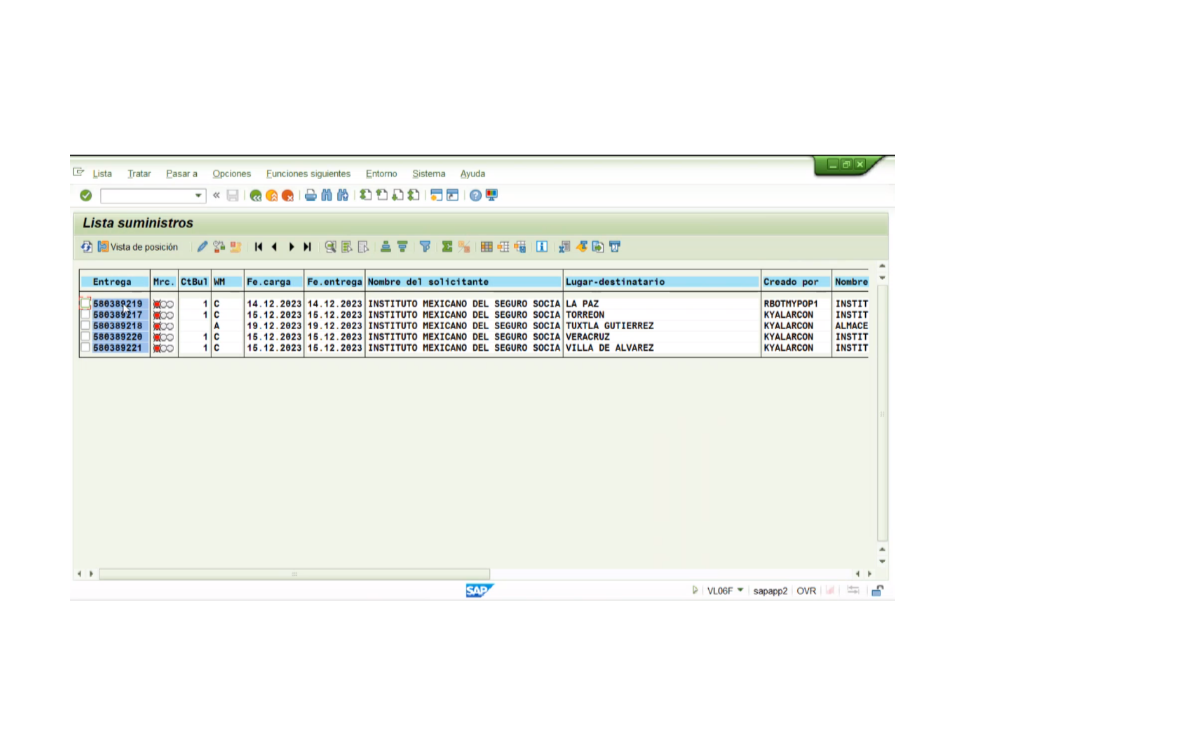 Lista Tratar Pasar a Opciones Funciones siguientes Entorno Sistema Ayuda
Lista suministros
Vista de posición
Entrega Mrc. CtBul WM Fe.carga Fe.entrega Nombre del solicitante Lugar-destinatario Creado por Nombre
580389219 1 C 14.12.2023 14.12.2023 INSTITUTO MEXICANO DEL SEGURO SOCIA LA PAZ RBOTMYPOP1 INSTIT
580389217 1 C 15.12.2023 15.12.2023 INSTITUTO MEXICANO DEL SEGURO SOCIA TORREON KYALARCON INSTIT
580389218 A 19.12.2023 19.12.2023 INSTITUTO MEXICANO DEL SEGURO SOCIA TUXTLA GUTIERREZ KYALARCON ALMACE
580389220 1 C 15.12.2023 15.12.2023 INSTITUTO MEXICANO DEL SEGURO SOCIA VERACRUZ KYALARCON INSTIT
580389221 1 C 15.12.2023 15.12.2023 INSTITUTO MEXICANO DEL SEGURO SOCIA VILLA DE ALVAREZ KYALARCON INSTIT
SAP VL06F sapapp2 OVR